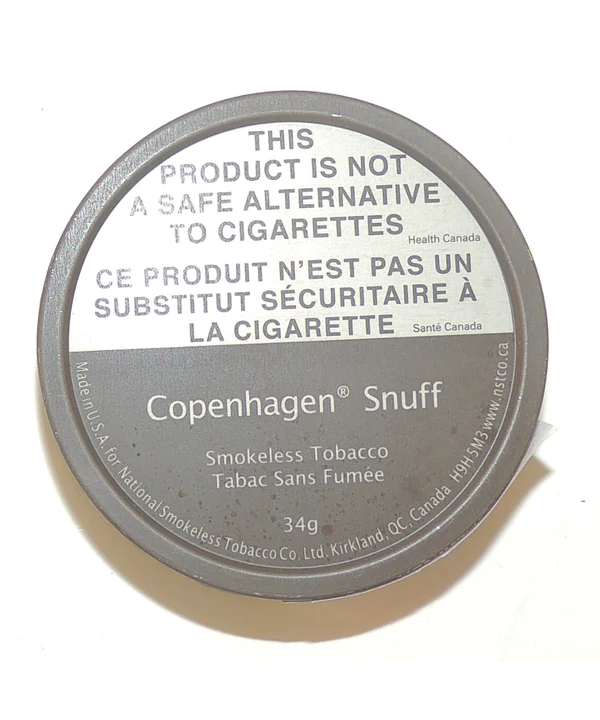 THIS
PRODUCT IS NOT
A SAFE ALTERNATIVE
TO CIGARETTES
Health Canada
CE PRODUIT N'EST PAS UN
SUBSTITUT SÉCURITAIRE À
LA CIGARETTE
Santé Canada
Copenhagen® Snuff
Smokeless Tobacco
Tabac Sans Fumée
34g
Made in U.S.A. for National Smokeless Tobacco Co. Ltd. Kirkland, QC, Canada H9H 5M3 www.nstco.ca